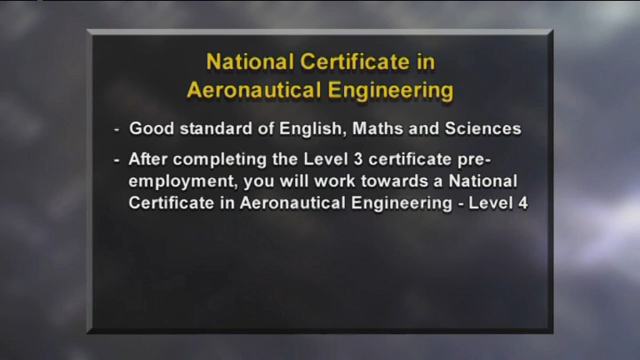 National Certificate in
Aeronautical Engineering
- Good standard of English, Maths and Sciences
- After completing the Level 3 certificate pre-
employment, you will work towards a National
Certificate in Aeronautical Engineering - Level 4